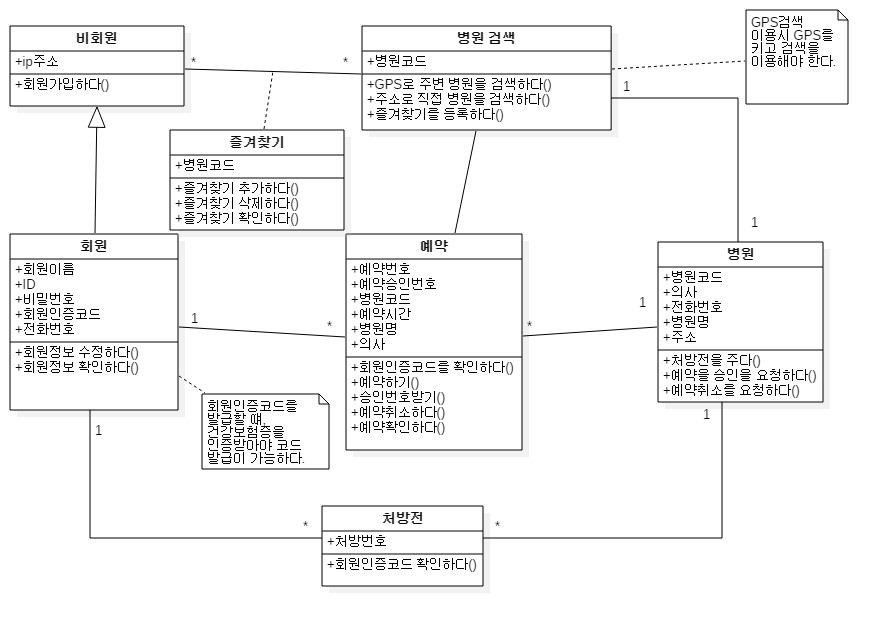 비회원
+ip주소
+회원가입하다()
*
*
병원 검색
+병원코드
+GPS로 주변 병원을 검색하다()
+주소로 직접 병원을 검색하다()
+즐겨찾기를 등록하다()
GPS검색
이용시 GPS를
키고 검색을
이용해야 한다.
1
1
즐겨찾기
+병원코드
+즐겨찾기 추가하다()
+즐겨찾기 삭제하다()
+즐겨찾기 확인하다()
회원
+회원이름
+ID
+비밀번호
+회원인증코드
+전화번호
+회원정보 수정하다()
+회원정보 확인하다()
1
*
예약
+예약번호
+예약승인번호
+병원코드
+예약시간
+병원명
+의사
+회원인증코드를 확인하다()
+예약하기()
+승인번호받기()
+예약취소하다()
+예약확인하다()
*
1
병원
+병원코드
+의사
+전화번호
+병원명
+주소
+처방전을 주다()
+예약을 승인을 요청하다()
+예약취소를 요청하다()
회원인증코드를
발급할 떄,
건강보험증을
인증받아야 코드
발급이 가능하다.
1
1
*
*
처방전
+처방번호
+회원인증코드 확인하다()